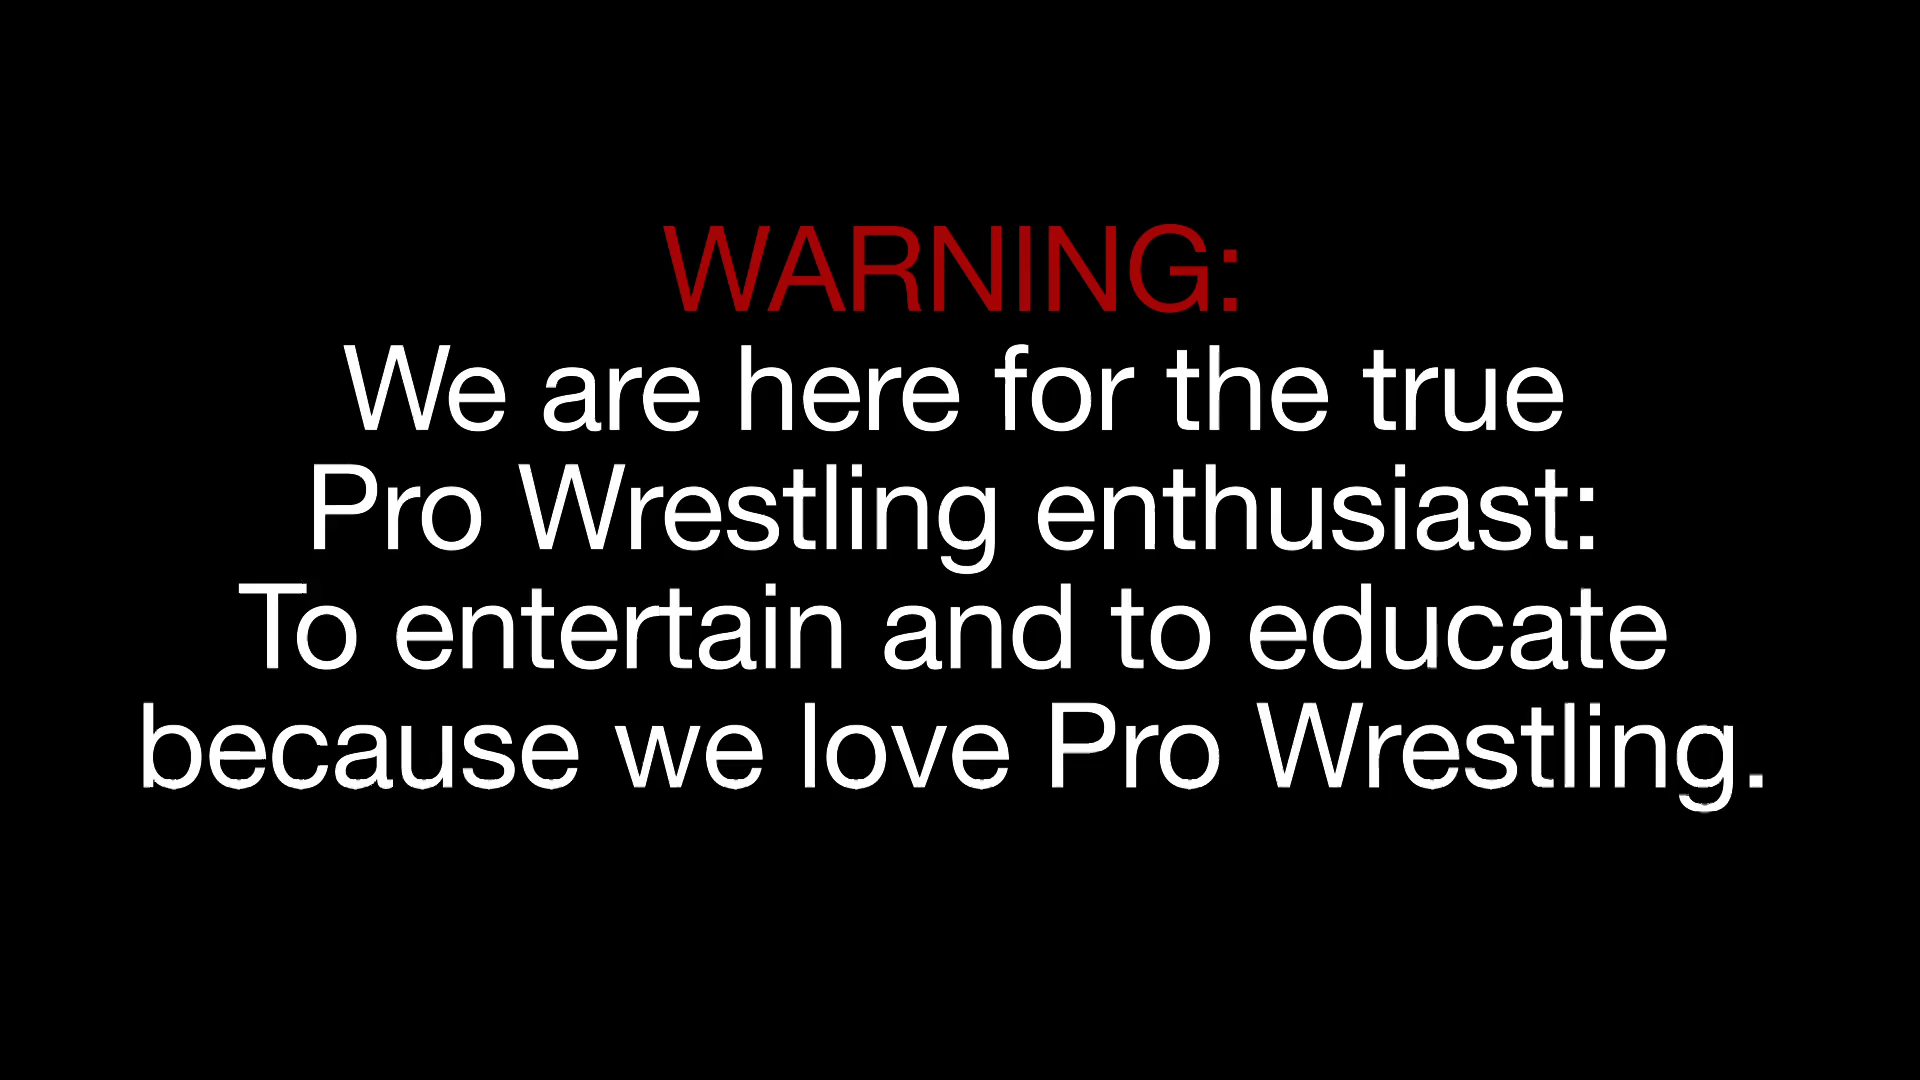 WARNING:
We are here for the true
Pro Wrestling enthusiast:
To entertain and to educate
because we love Pro Wrestling.